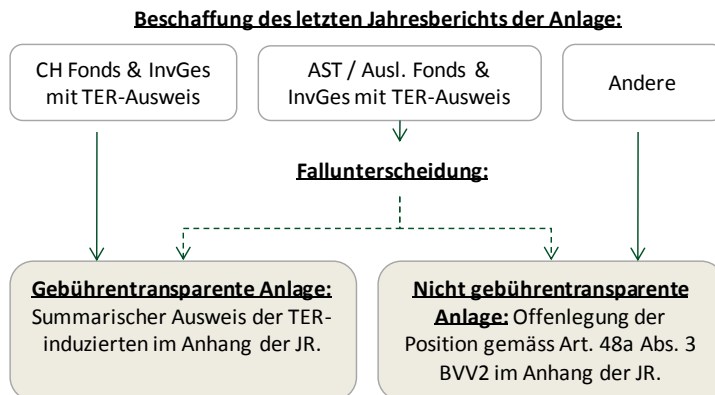 Beschaffung des letzten Jahresberichts der Anlage:
CH Fonds & InvGes
mit TER-Ausweis
AST / Ausl. Fonds &
InvGes mit TER-Ausweis
Andere
Fallunterscheidung:
Gebührentransparente Anlage:
Summarischer Ausweis der TER-
induzierten im Anhang der JR.
Nicht gebührentransparente
Anlage: Offenlegung der
Position gemäss Art. 48a Abs. 3
BVV2 im Anhang der JR.